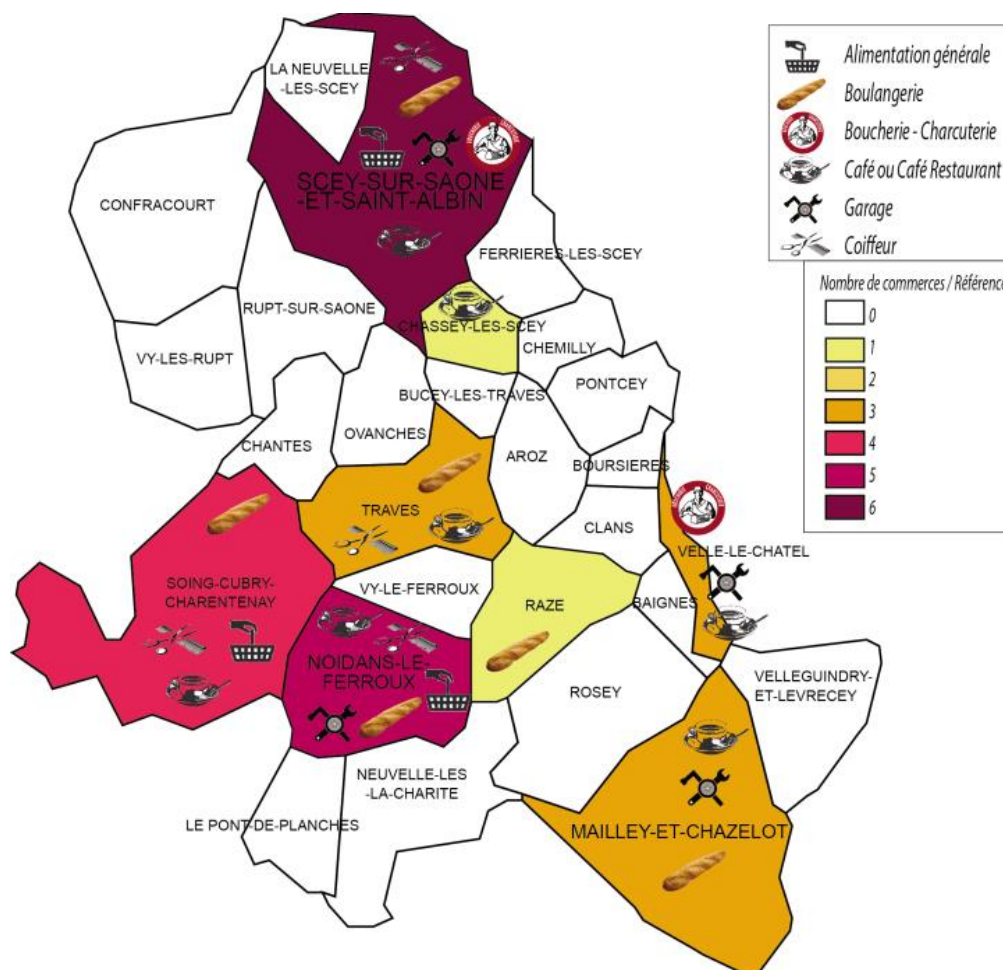 LA NEUVELLE
-LES-SCEY
SCEY-SUR-SAONE
-ET-SAINT-ALBIN
CONFRACOURT
FERRIERES-LES-SCEY
RUPT-SUR-SAONE
CHASSEY-LES-SCEY
CHEMILLY
VY-LES-RUPT
PONTCEY
BUCEY-LES-TRAVES
OVANCHES
CHANTES
AROZ
BOURSIERES
TRAVES
CLANS
VELLE-LE-CHATEL
SOING-CUBRY-
CHARENTENAY
VY-LE-FERROUX
RAZE
BAIGNES
NOIDANS-LE-
FERROUX
ROSEY
VELLEGUINDRY-
ET-LEVRECEY
NEUVELLE-LES
-LA-CHARITE
LE PONT-DE-PLANCHES
MAILLEY-ET-CHAZELOT
Alimentation générale
Boulangerie
Boucherie - Charcuterie
Café ou Café Restaurant
Garage
Coiffeur
Nombre de commerces / Référence
0
1
2
3
4
5
6